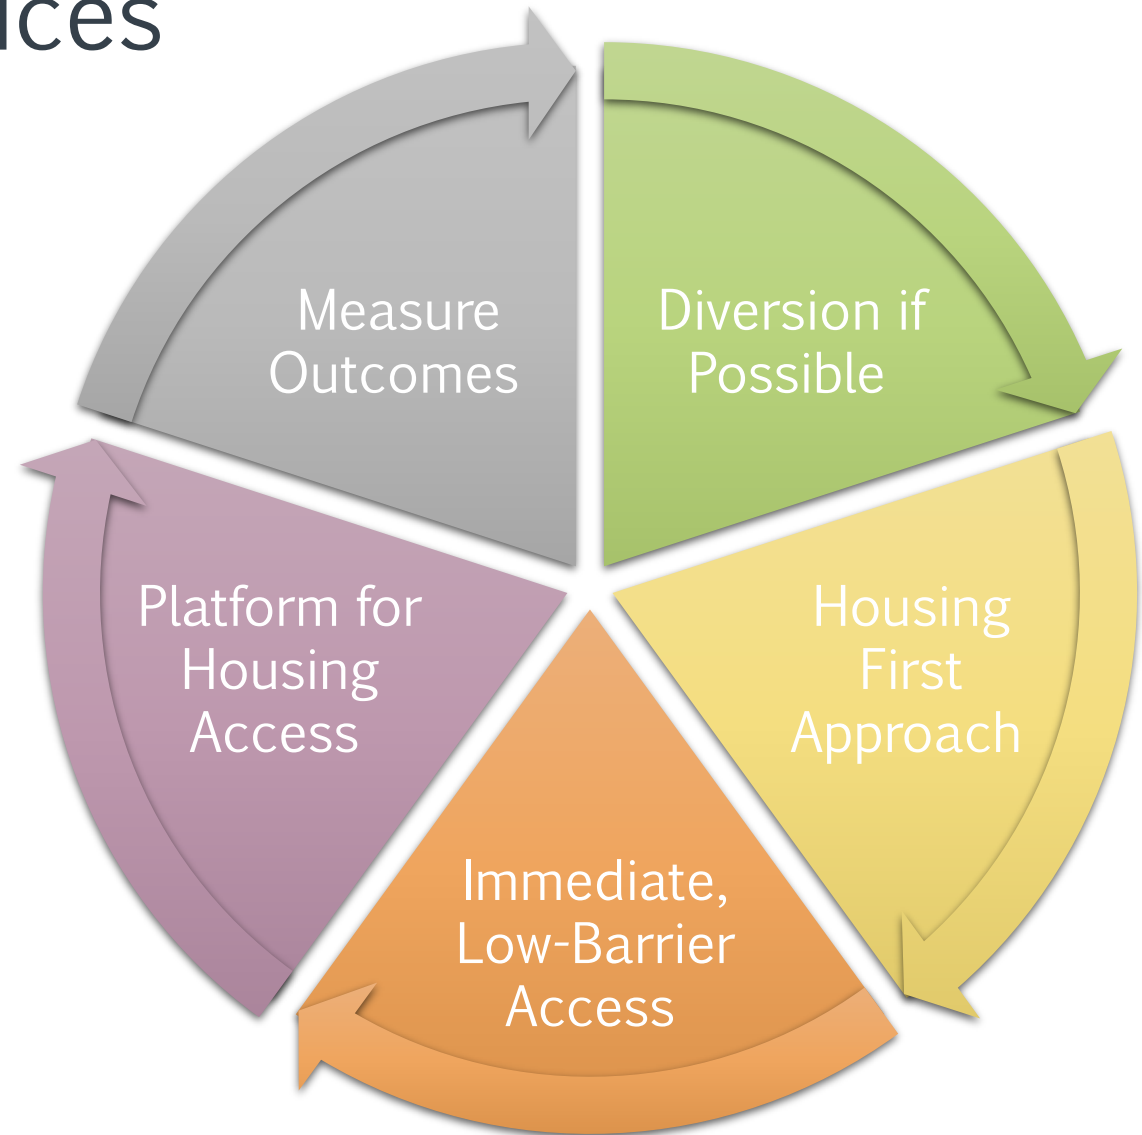 ices
Diversion if
Possible
Housing
First
Approach
Immediate,
Low-Barrier
Access
Platform for
Housing
Access
Measure
Outcomes